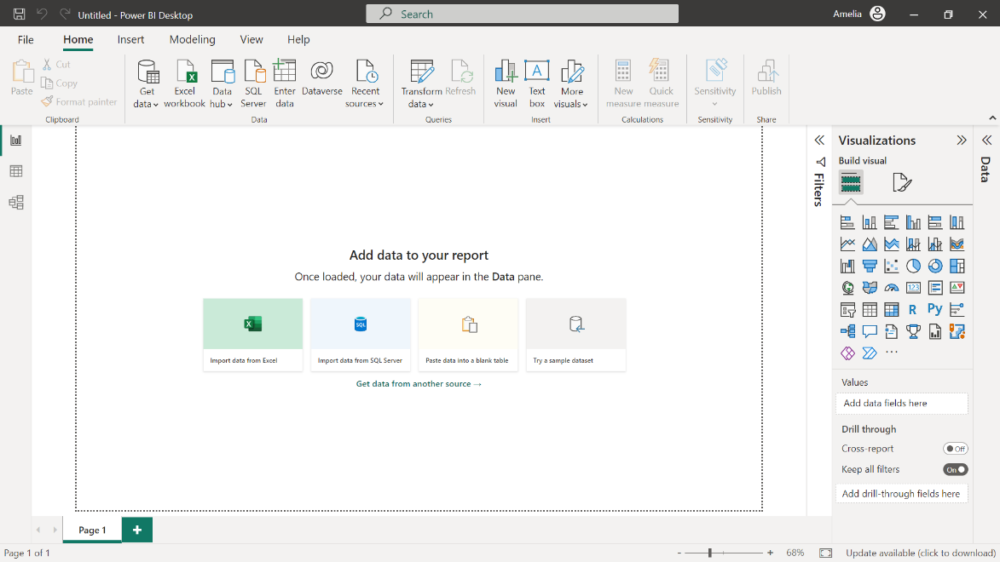 Untitled - Power BI Desktop
Search
Amelia
File Home Insert Modeling View Help
Paste
Cut
Copy
Format painter
Clipboard
Get data
Excel workbook
Data hub
SQL Server
Enter data
Dataverse
Recent sources
Data
Transform data
Refresh
Queries
New visual
Text box
More visuals
Insert
New measure
Quick measure
Calculations
Sensitivity
Sensitivity
Publish
Share
Add data to your report
Once loaded, your data will appear in the Data pane.
SQL
Import data from Excel
Import data from SQL Server
Paste data into a blank table
Try a sample dataset
Get data from another source →
Filters
Visualizations
Build visual
123
R
Py
...
Values
Add data fields here
Drill through
Cross-report
Off
Keep all filters
On
Add drill-through fields here
Data
Page 1
+
Page 1 of 1
- + 68%
Update available (click to download)